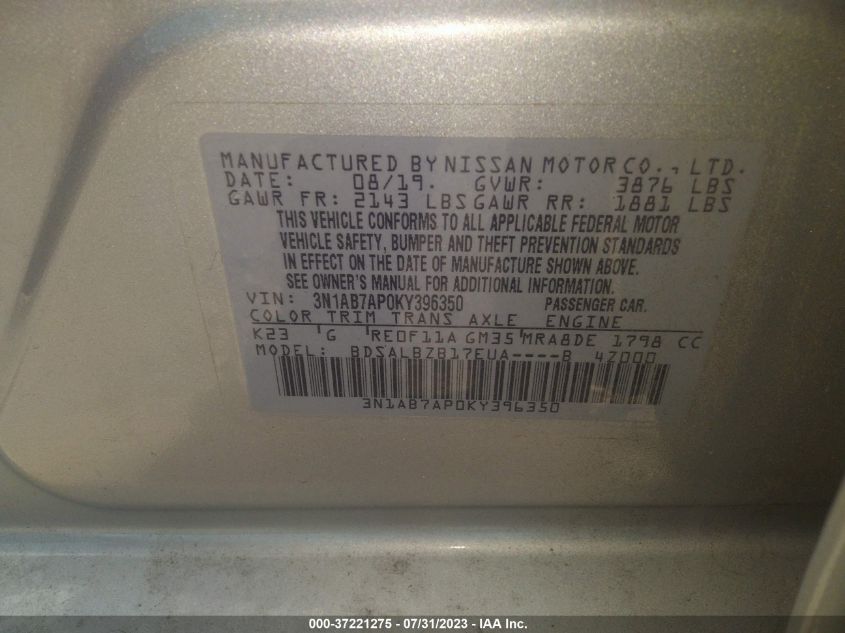 MANUFACTURED BY NISSAN MOTOR CO., LTD.
DATE: 08/19. GVWR: 3876 LBS
GAWR FR: 2143 LBS GAWR RR: 1881 LBS
THIS VEHICLE CONFORMS TO ALL APPLICABLE FEDERAL MOTOR
VEHICLE SAFETY, BUMPER AND THEFT PREVENTION STANDARDS
IN EFFECT ON THE DATE OF MANUFACTURE SHOWN ABOVE.
SEE OWNER'S MANUAL FOR ADDITIONAL INFORMATION.
VIN: 3N1AB7AP0KY396350 PASSENGER CAR.
COLOR TRIM TRANS AXLE ENGINE
K23 G RE0F11A GM35 MRA8DE 1798 CC
MODEL: BDSALBZB17EUA----B 4Z000
3N1AB7AP0KY396350
000-37221275 - 07/31/2023 - IAA Inc.